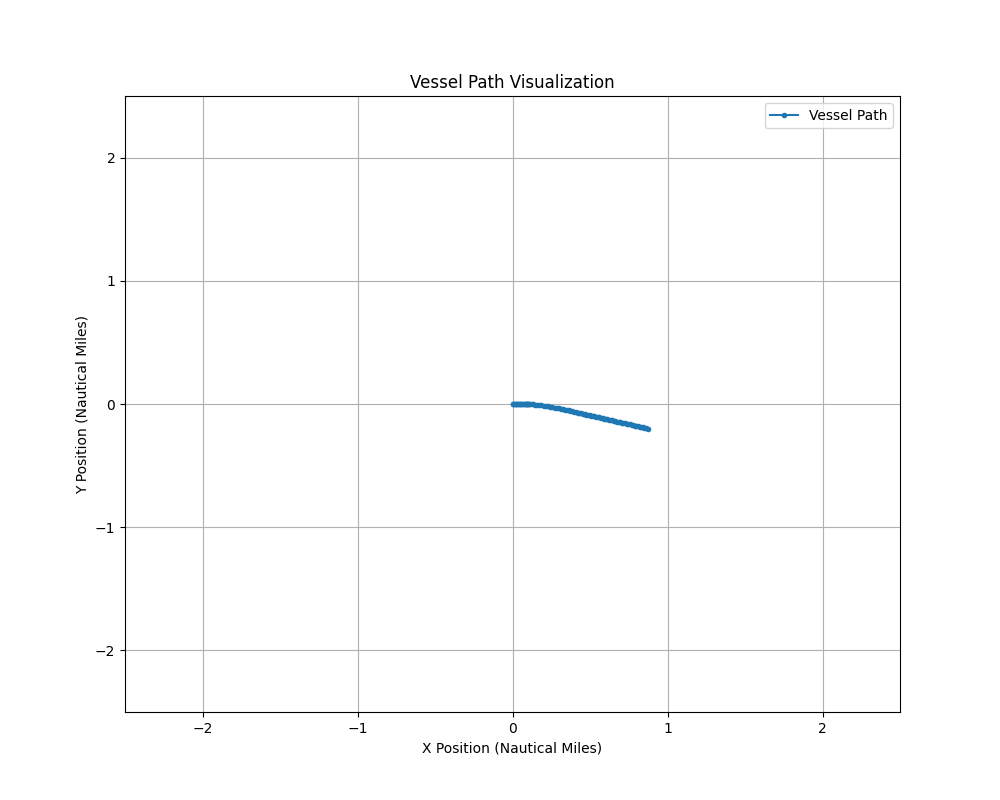 Vessel Path Visualization
Vessel Path
2
1
0
−1
−2
Y Position (Nautical Miles)
−2
−1
0
1
2
X Position (Nautical Miles)